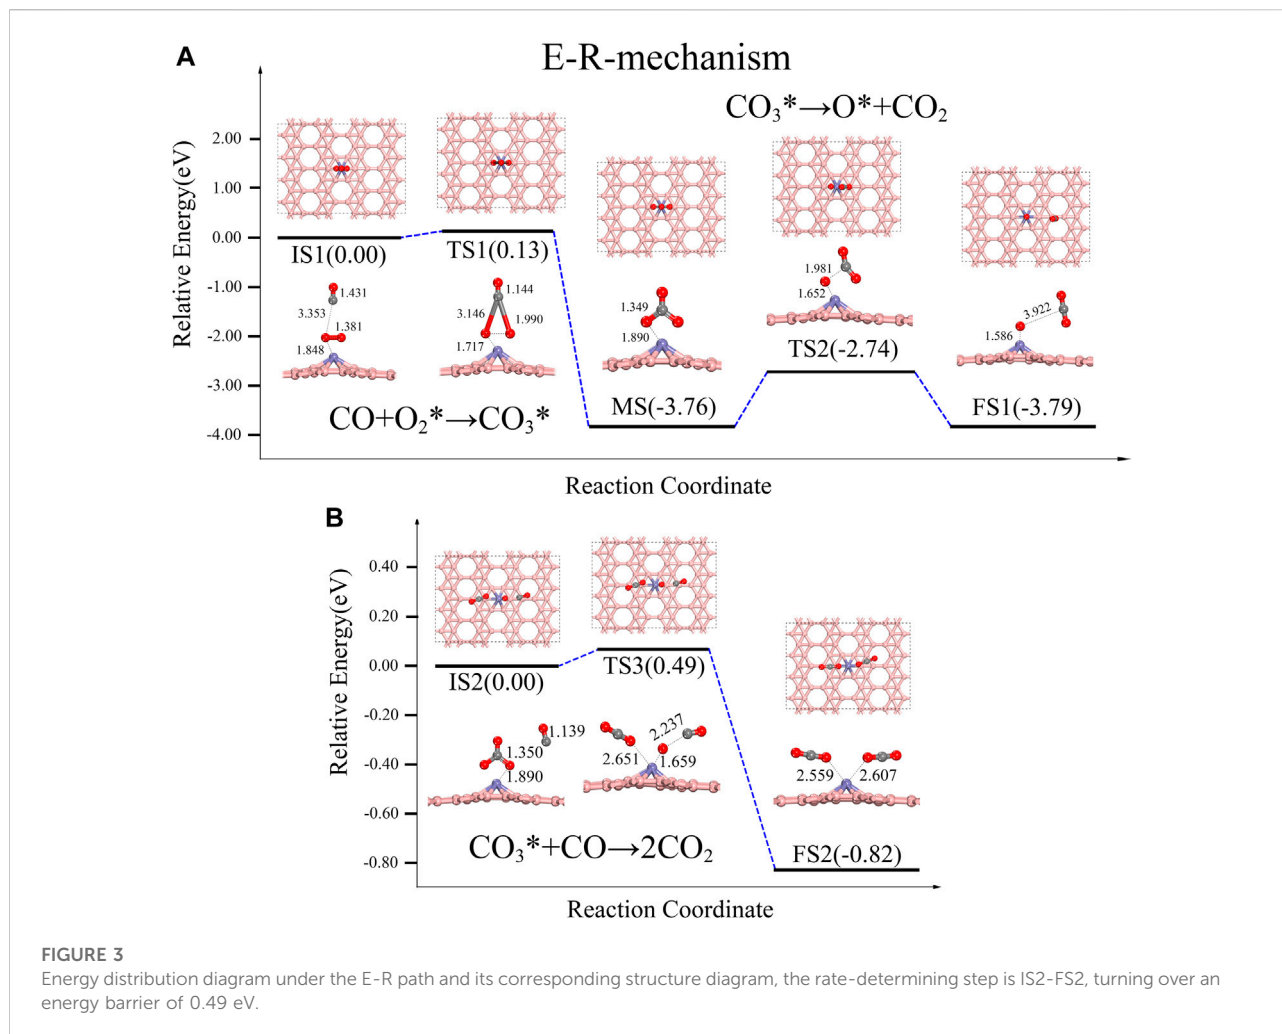 A
E-R-mechanism
CO₃*→O*+CO₂
Relative Energy(eV)
2.00
1.00
0.00
-1.00
-2.00
-3.00
-4.00
IS1(0.00)
TS1(0.13)
MS(-3.76)
TS2(-2.74)
FS1(-3.79)
1.431
3.353
1.381
1.848
1.144
3.146
1.990
1.717
1.349
1.890
1.981
1.652
3.922
1.586
CO+O₂*→CO₃*
Reaction Coordinate
B
Relative Energy(eV)
0.40
0.20
0.00
-0.20
-0.40
-0.60
-0.80
IS2(0.00)
TS3(0.49)
FS2(-0.82)
1.139
1.350
1.890
2.237
2.651
1.659
2.559
2.607
CO₃*+CO→2CO₂
Reaction Coordinate
FIGURE 3
Energy distribution diagram under the E-R path and its corresponding structure diagram, the rate-determining step is IS2-FS2, turning over an
energy barrier of 0.49 eV.